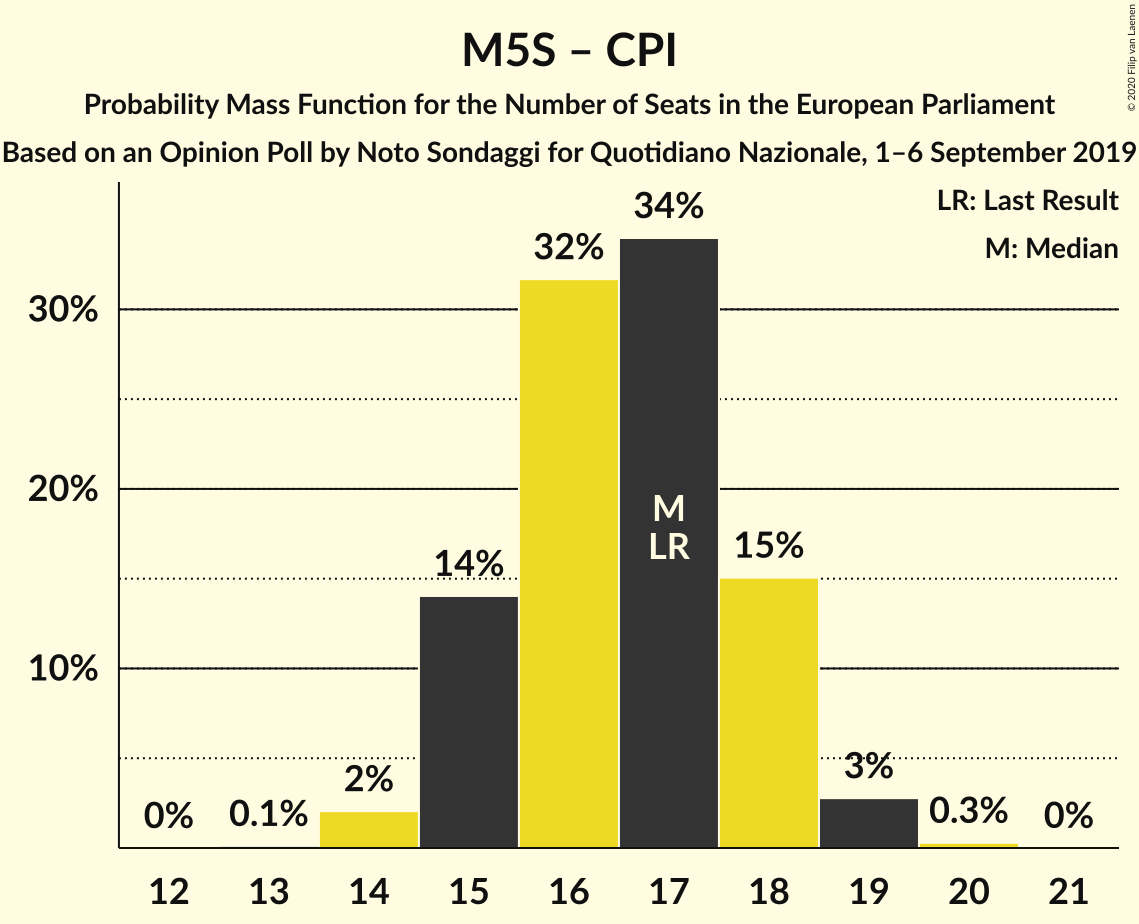 M5S – CPI
Probability Mass Function for the Number of Seats in the European Parliament
Based on an Opinion Poll by Noto Sondaggi for Quotidiano Nazionale, 1–6 September 2019
© 2020 Filip van Laenen
LR: Last Result
M: Median
34%
32%
30%
20%
M
LR
15%
14%
10%
3%
2%
0%
0.1%
0.3%
0%
12
13
14
15
16
17
18
19
20
21